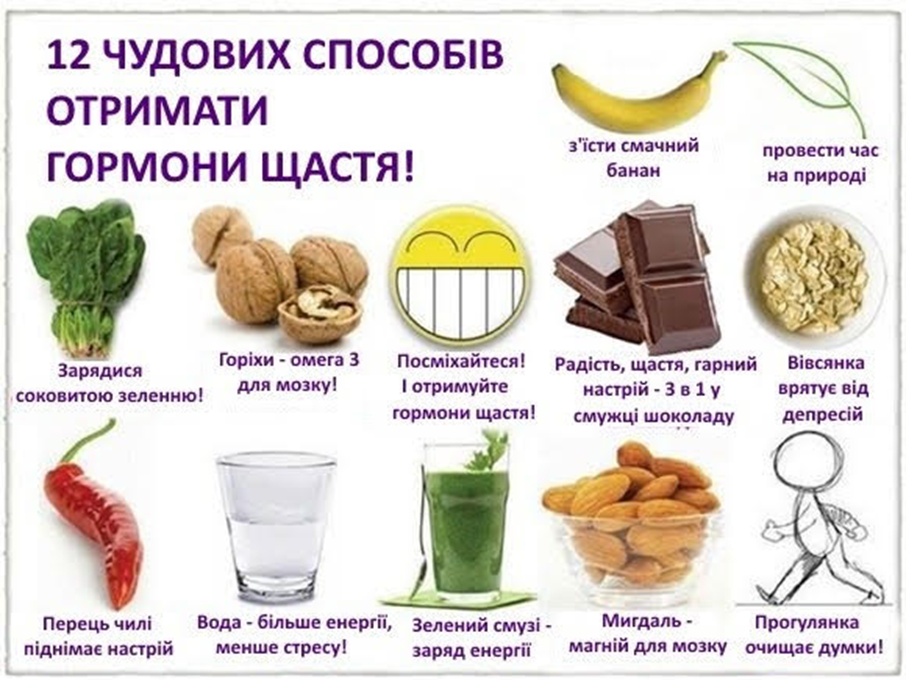 12 ЧУДОВИХ СПОСОБІВ
ОТРИМАТИ
ГОРМОНИ ЩАСТЯ!
з'їсти смачний
банан
провести час
на природі
Зарядися
соковитою зеленню!
Горіхи - омега 3
для мозку!
Посміхайтеся!
І отримуйте
гормони щастя!
Радість, щастя, гарний
настрій - 3 в 1 у
смужці шоколаду
Вівсянка
врятує від
депресій
Перець чилі
піднімає настрій
Вода - більше енергії,
менше стресу!
Зелений смузі -
заряд енергії
Мигдаль -
магній для мозку
Прогулянка
очищає думки!